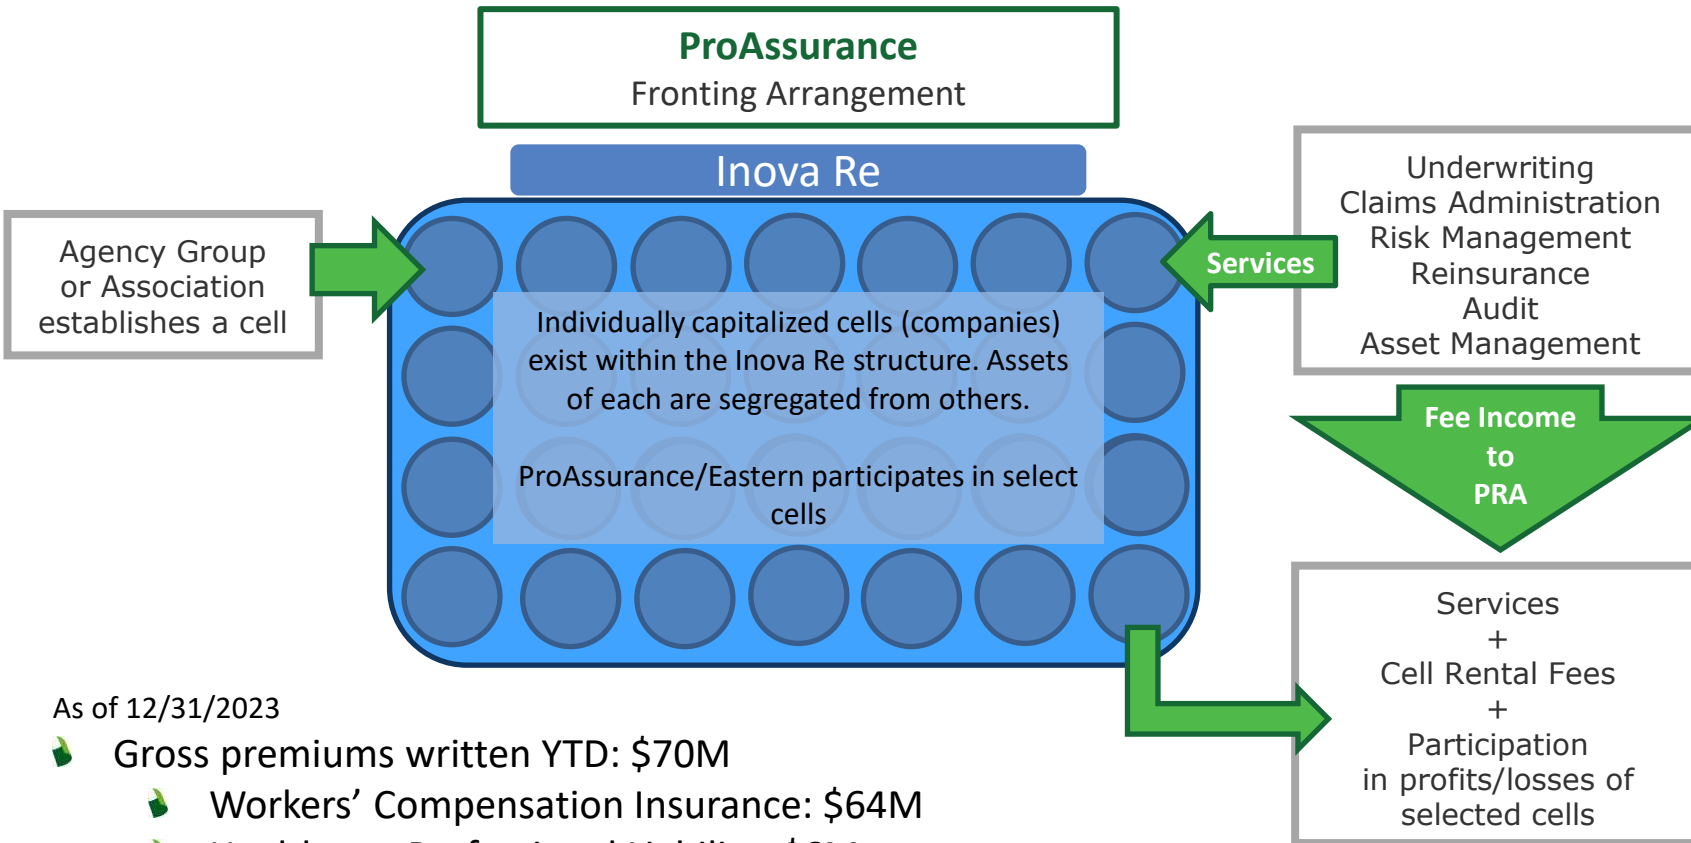 ProAssurance
Fronting Arrangement
Inova Re
Agency Group
or Association
establishes a cell
Services
Underwriting
Claims Administration
Risk Management
Reinsurance
Audit
Asset Management
Individually capitalized cells (companies)
exist within the Inova Re structure. Assets
of each are segregated from others.
ProAssurance/Eastern participates in select
cells
Fee Income
to
PRA
Services
+
Cell Rental Fees
+
Participation
in profits/losses of
selected cells
As of 12/31/2023
Gross premiums written YTD: $70M
Workers’ Compensation Insurance: $64M